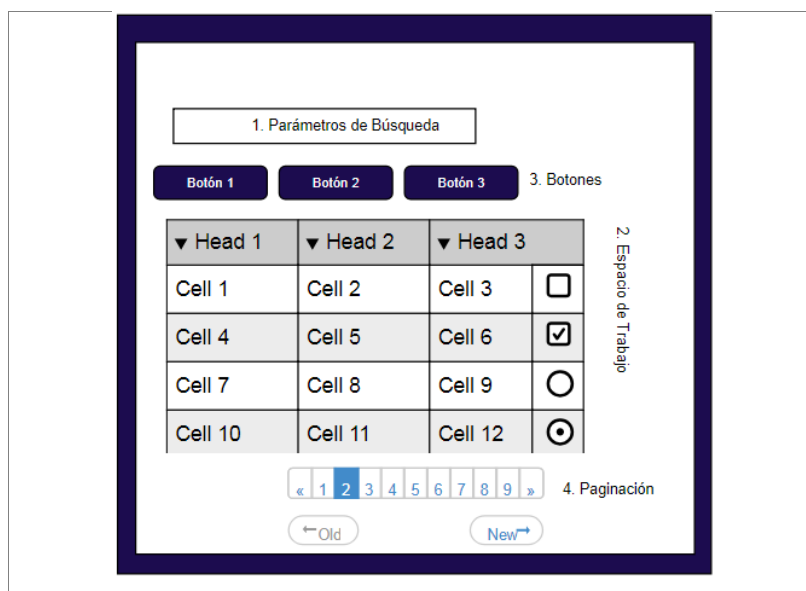 1. Parámetros de Búsqueda
Botón 1 Botón 2 Botón 3 3. Botones
▼ Head 1 ▼ Head 2 ▼ Head 3
Cell 1 Cell 2 Cell 3
Cell 4 Cell 5 Cell 6
Cell 7 Cell 8 Cell 9
Cell 10 Cell 11 Cell 12
2. Espacio de Trabajo
« 1 2 3 4 5 6 7 8 9 » 4. Paginación
←Old New→